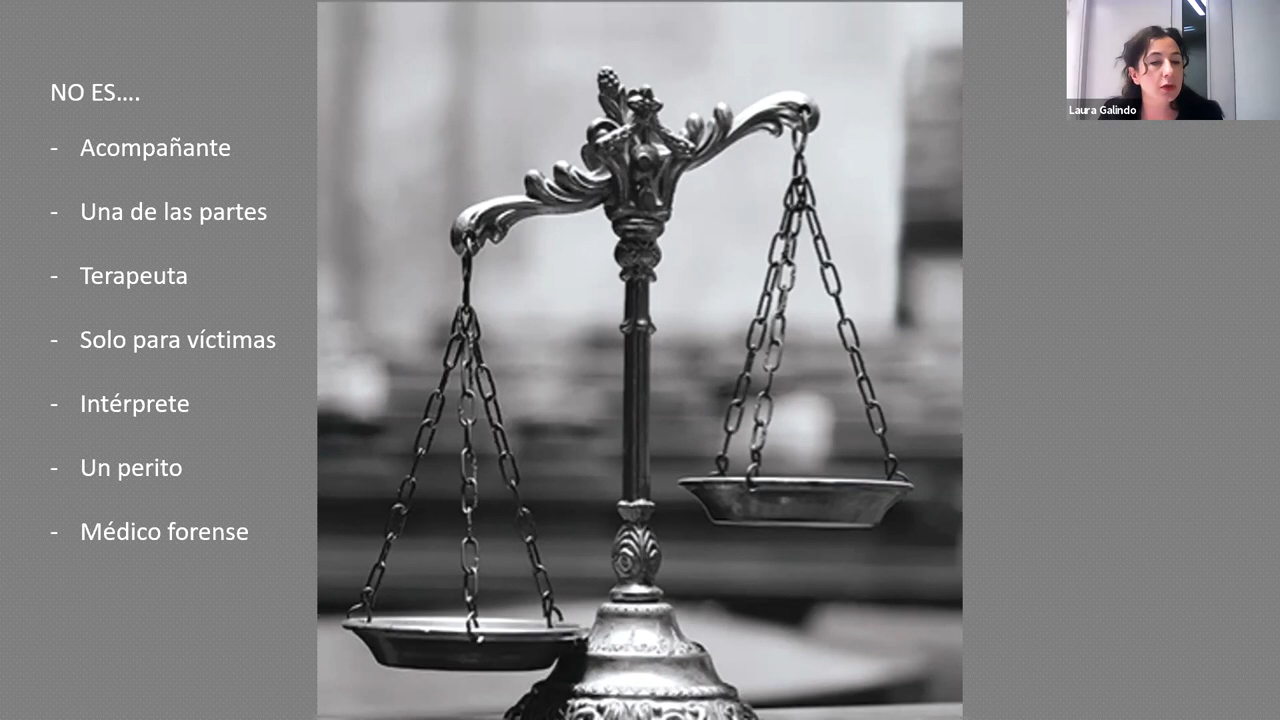 NO ES....
- Acompañante
- Una de las partes
- Terapeuta
- Solo para víctimas
- Intérprete
- Un perito
- Médico forense
Laura Galindo